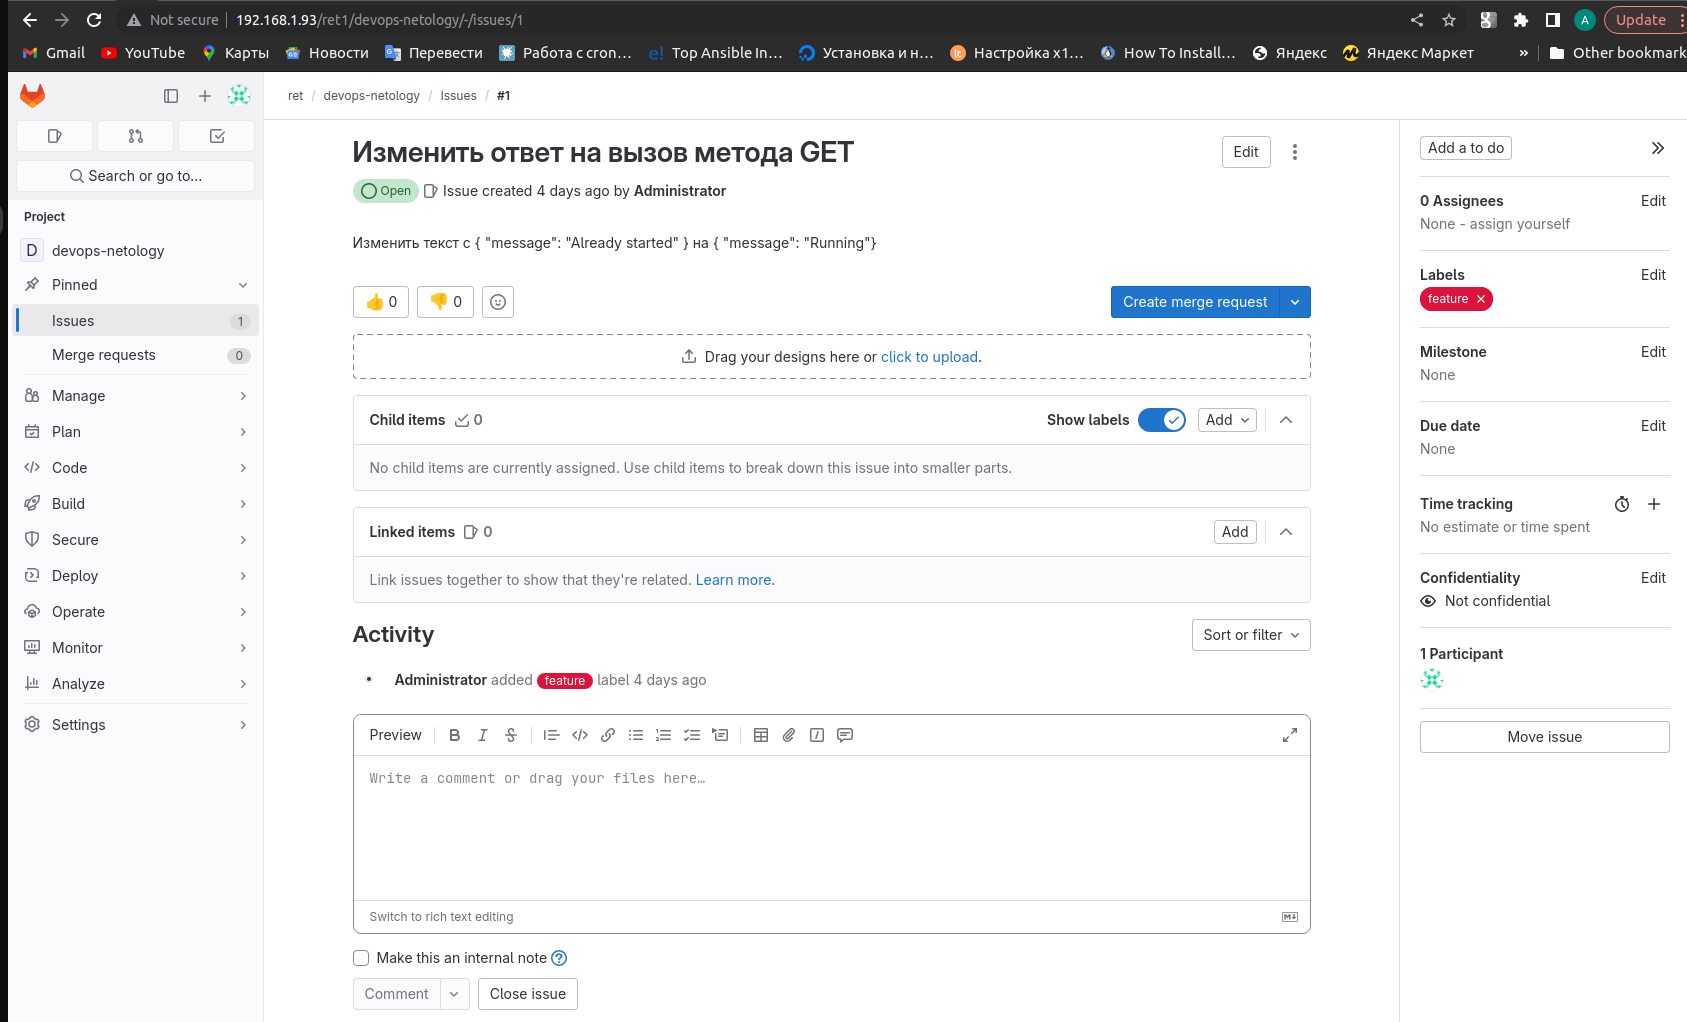 Not secure 192.168.1.93/ret1/devops-netology/-/issues/1 A Update
Gmail YouTube Карты Новости Перевести Работа с cron… e! Top Ansible In… Установка и н… lt Настройка x1… How To Install… Яндекс Яндекс Маркет » Other bookmark
ret / devops-netology / Issues / #1
Search or go to...
Project
D devops-netology
Pinned
Issues 1
Merge requests 0
Manage
Plan
Code
Build
Secure
Deploy
Operate
Monitor
Analyze
Settings
Изменить ответ на вызов метода GET
Edit
Open Issue created 4 days ago by Administrator
Изменить текст с { "message": "Already started" } на { "message": "Running"}
👍 0 👎 0
Create merge request
Drag your designs here or click to upload.
Child items 0 Show labels Add
No child items are currently assigned. Use child items to break down this issue into smaller parts.
Linked items 0 Add
Link issues together to show that they're related. Learn more.
Activity Sort or filter
Administrator added feature label 4 days ago
Preview B I S
Write a comment or drag your files here…
Switch to rich text editing
Make this an internal note ?
Comment Close issue
Add a to do
0 Assignees Edit
None - assign yourself
Labels Edit
feature
Milestone Edit
None
Due date Edit
None
Time tracking
No estimate or time spent
Confidentiality Edit
Not confidential
1 Participant
Move issue